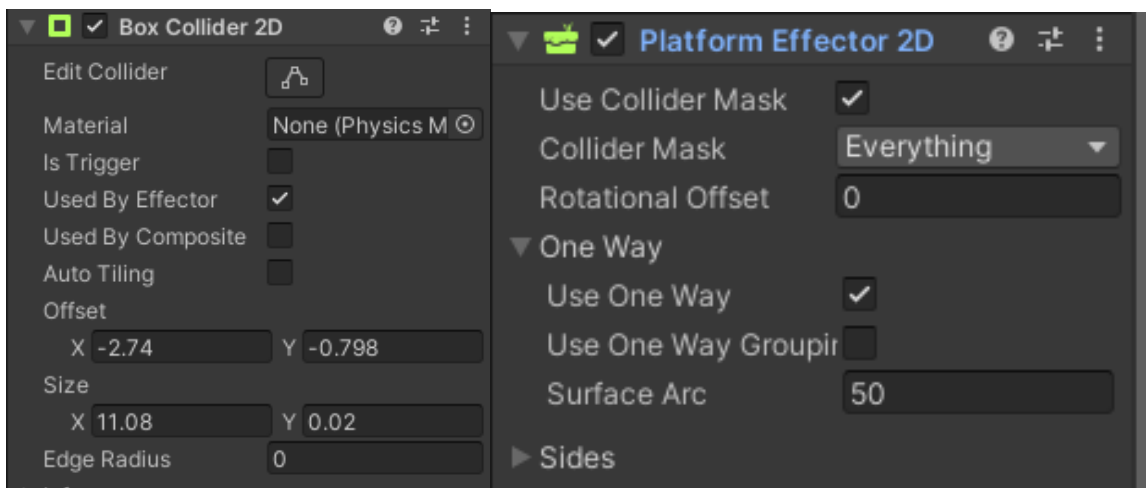 Box Collider 2D
Edit Collider
Material None (Physics M
Is Trigger
Used By Effector
Used By Composite
Auto Tiling
Offset
X -2.74 Y -0.798
Size
X 11.08 Y 0.02
Edge Radius 0
Platform Effector 2D
Use Collider Mask
Collider Mask Everything
Rotational Offset 0
One Way
Use One Way
Use One Way Groupin
Surface Arc 50
Sides